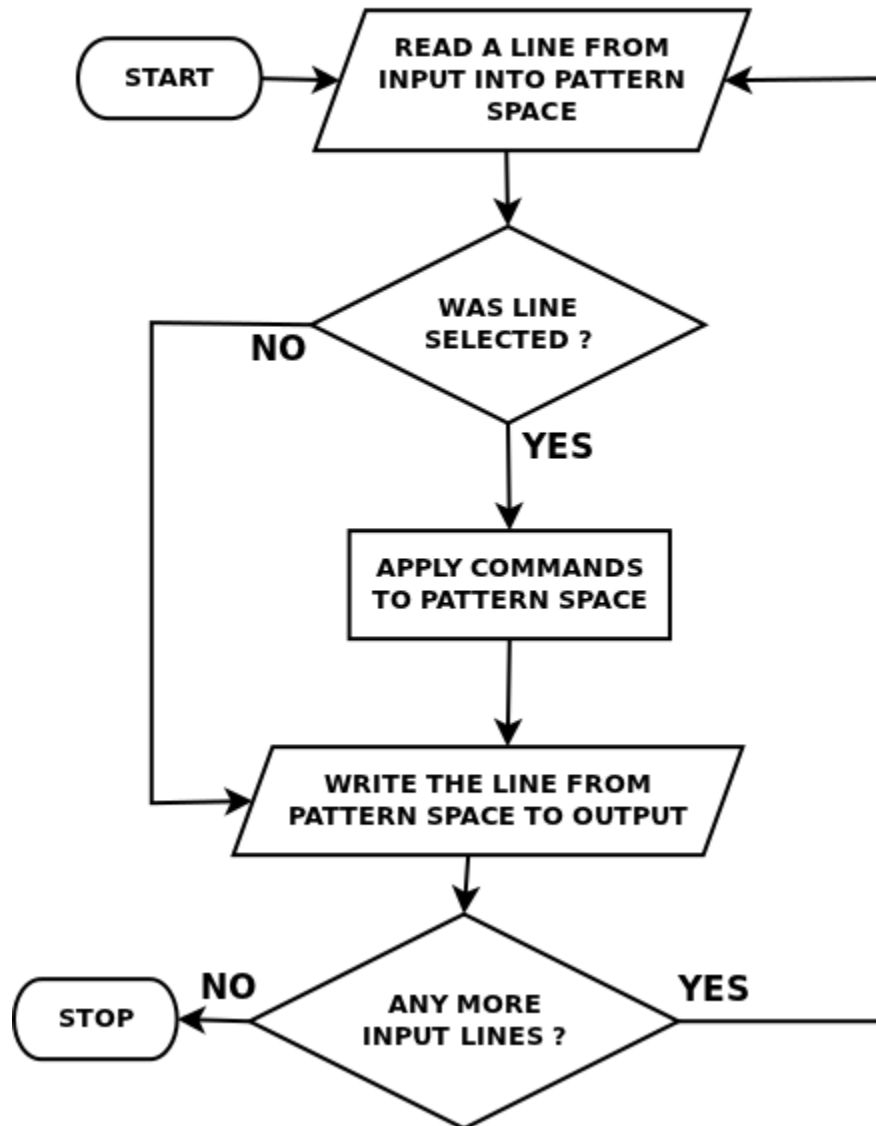 START
READ A LINE FROM
INPUT INTO PATTERN
SPACE
WAS LINE
SELECTED ?
NO
YES
APPLY COMMANDS
TO PATTERN SPACE
WRITE THE LINE FROM
PATTERN SPACE TO OUTPUT
ANY MORE
INPUT LINES ?
NO
YES
STOP